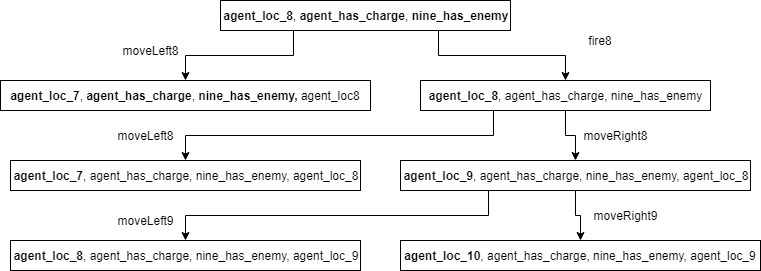 agent_loc_8, agent_has_charge, nine_has_enemy
moveLeft8
fire8
agent_loc_7, agent_has_charge, nine_has_enemy, agent_loc8
agent_loc_8, agent_has_charge, nine_has_enemy
moveLeft8
moveRight8
agent_loc_7, agent_has_charge, nine_has_enemy, agent_loc_8
agent_loc_9, agent_has_charge, nine_has_enemy, agent_loc_8
moveLeft9
moveRight9
agent_loc_8, agent_has_charge, nine_has_enemy, agent_loc_9
agent_loc_10, agent_has_charge, nine_has_enemy, agent_loc_9